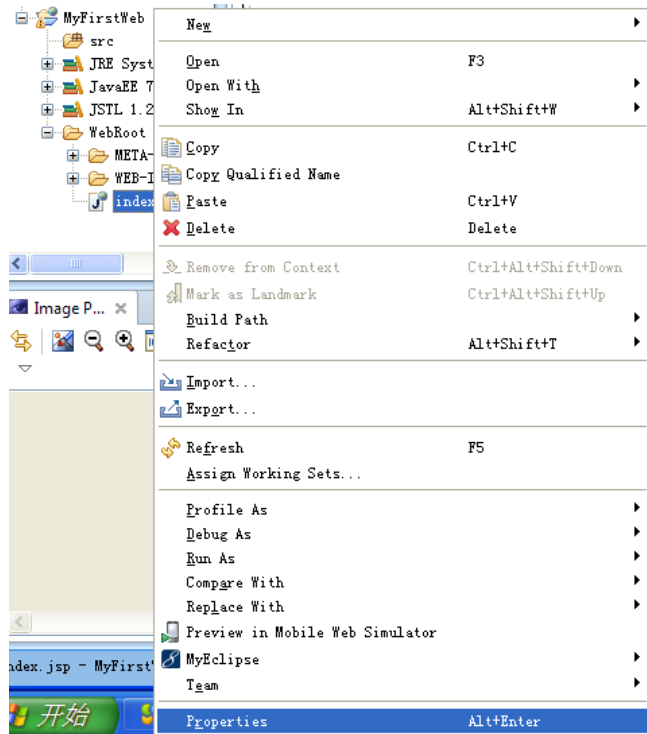 MyFirstWeb
src
JRE Syst
JavaEE 7
JSTL 1.2
WebRoot
META-
WEB-I
index
Image P...
ndex.jsp - MyFirst
开始
New
Open F3
Open With
Show In Alt+Shift+W
Copy Ctrl+C
Copy Qualified Name
Paste Ctrl+V
Delete Delete
Remove from Context Ctrl+Alt+Shift+Down
Mark as Landmark Ctrl+Alt+Shift+Up
Build Path
Refactor Alt+Shift+T
Import...
Export...
Refresh F5
Assign Working Sets...
Profile As
Debug As
Run As
Compare With
Replace With
Preview in Mobile Web Simulator
MyEclipse
Team
Properties Alt+Enter